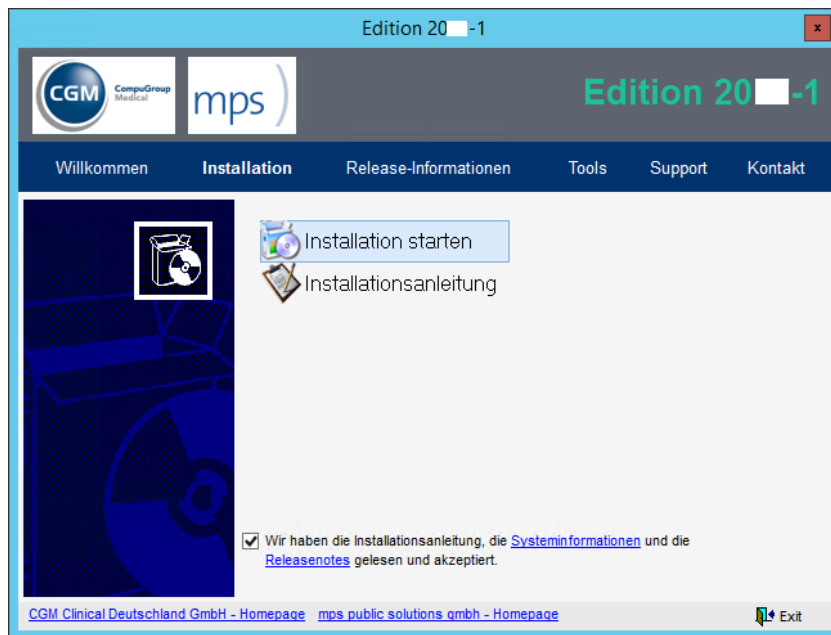 Edition 20 -1
x
CGM CompuGroup
Medical
mps)
Edition 20 -1
Willkommen Installation Release-Informationen Tools Support Kontakt
Installation starten
Installationsanleitung
Wir haben die Installationsanleitung, die Systeminformationen und die
Releasenotes gelesen und akzeptiert.
CGM Clinical Deutschland GmbH - Homepage mps public solutions gmbh - Homepage Exit